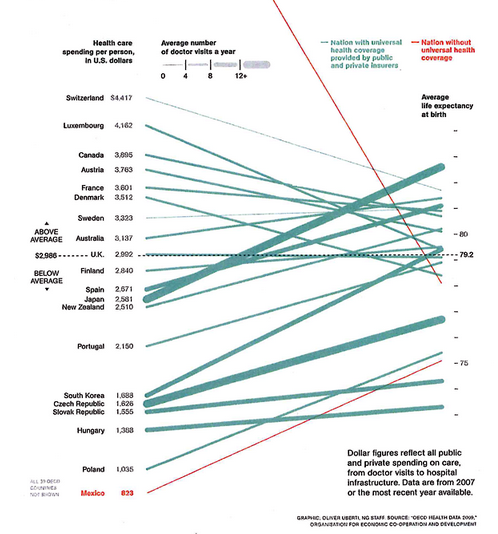 Health care
spending per person,
in U.S. dollars
Average number
of doctor visits a year
0 4 8 12+
Nation with universal
health coverage
provided by public
and private insurers
Nation without
universal health
coverage
Average
life expectancy
at birth
Switzerland $4,417
Luxembourg 4,162
Canada 3,895
Austria 3,763
France 3,601
Denmark 3,512
Sweden 3,323
ABOVE
AVERAGE
Australia 3,137
80
$2,986
U.K. 2,992
79.2
BELOW
AVERAGE
Finland 2,840
Spain 2,671
Japan 2,581
New Zealand 2,510
Portugal 2,150
75
South Korea 1,688
Czech Republic 1,626
Slovak Republic 1,555
Hungary 1,388
Poland 1,035
Mexico 823
ALL 30 OECD
COUNTRIES
NOT SHOWN
Dollar figures reflect all public
and private spending on care,
from doctor visits to hospital
infrastructure. Data are from 2007
or the most recent year available.
GRAPHIC, OLIVER UBERTI, NG STAFF. SOURCE: "OECD HEALTH DATA 2009,"
ORGANISATION FOR ECONOMIC CO-OPERATION AND DEVELOPMENT